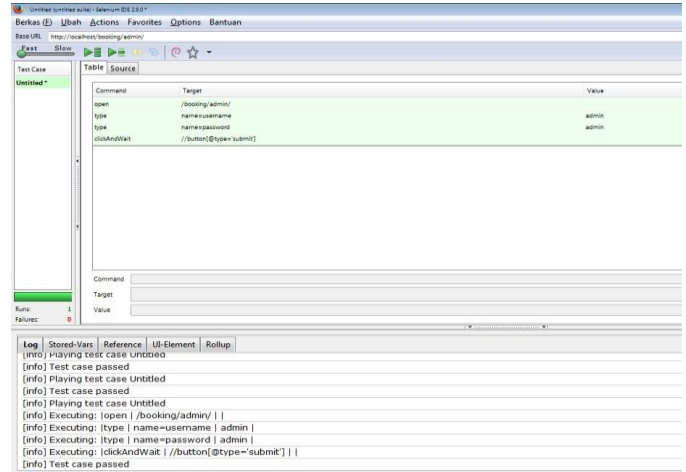 Untitled (untitled suite) - Selenium IDE 2.9.0 *
Berkas (F) Ubah Actions Favorites Options Bantuan
Base URL http://localhost/booking/admin/
Fast Slow
Test Case
Table Source
Untitled *
Command Target Value
open /booking/admin/
type name=username admin
type name=password admin
clickAndWait //button[@type='submit']
Command
Target
Value
Runs: 1
Failures: 0
Log Stored-Vars Reference UI-Element Rollup
[info] Playing test case Untitled
[info] Test case passed
[info] Playing test case Untitled
[info] Test case passed
[info] Playing test case Untitled
[info] Executing: |open | /booking/admin/ | |
[info] Executing: |type | name=username | admin |
[info] Executing: |type | name=password | admin |
[info] Executing: |clickAndWait | //button[@type='submit'] | |
[info] Test case passed